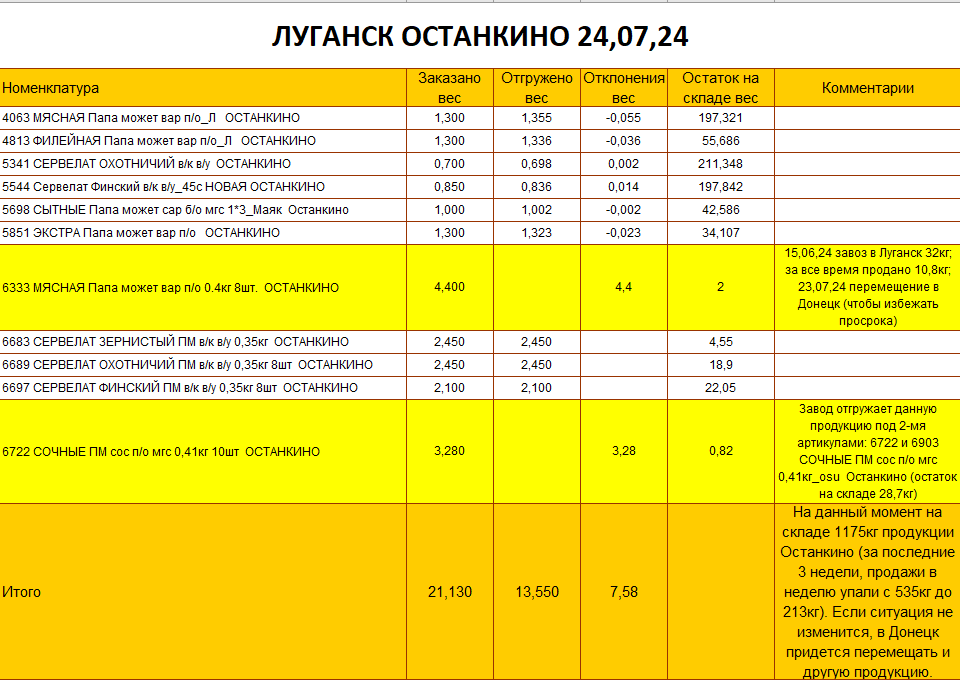 ЛУГАНСК ОСТАНКИНО 24,07,24
Номенклатура Заказано вес Отгружено вес Отклонения вес Остаток на складе вес Комментарии
4063 МЯСНАЯ Папа может вар п/о_Л ОСТАНКИНО 1,300 1,355 -0,055 197,321
4813 ФИЛЕЙНАЯ Папа может вар п/о_Л ОСТАНКИНО 1,300 1,336 -0,036 55,686
5341 СЕРВЕЛАТ ОХОТНИЧИЙ в/к в/у ОСТАНКИНО 0,700 0,698 0,002 211,348
5544 Сервелат Финский в/к в/у_45с НОВАЯ ОСТАНКИНО 0,850 0,836 0,014 197,842
5698 СЫТНЫЕ Папа может сар б/о мгс 1*3_Маяк Останкино 1,000 1,002 -0,002 42,586
5851 ЭКСТРА Папа может вар п/о ОСТАНКИНО 1,300 1,323 -0,023 34,107
6333 МЯСНАЯ Папа может вар п/о 0.4кг 8шт. ОСТАНКИНО 4,400 4,4 2
15,06,24 завоз в Луганск 32кг;
за все время продано 10,8кг;
23,07,24 перемещение в
Донецк (чтобы избежать
просрока)
6683 СЕРВЕЛАТ ЗЕРНИСТЫЙ ПМ в/к в/у 0,35кг ОСТАНКИНО 2,450 2,450 4,55
6689 СЕРВЕЛАТ ОХОТНИЧИЙ ПМ в/к в/у 0,35кг 8шт ОСТАНКИНО 2,450 2,450 18,9
6697 СЕРВЕЛАТ ФИНСКИЙ ПМ в/к в/у 0,35кг 8шт ОСТАНКИНО 2,100 2,100 22,05
6722 СОЧНЫЕ ПМ сос п/о мгс 0,41кг 10шт ОСТАНКИНО 3,280 3,28 0,82
Завод отгружает данную
продукцию под 2-мя
артикулами: 6722 и 6903
СОЧНЫЕ ПМ сос п/о мгс
0,41кг_osu Останкино (остаток
на складе 28,7кг)
Итого 21,130 13,550 7,58
На данный момент на
складе 1175кг продукции
Останкино (за последние
3 недели, продажи в
неделю упали с 535кг до
213кг). Если ситуация не
изменится, в Донецк
придется перемещать и
другую продукцию.